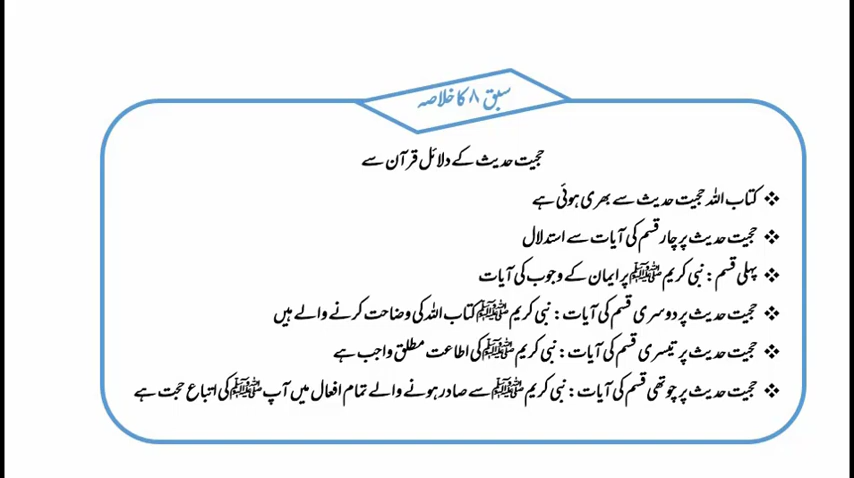 سبق ۸ کا خلاصہ
حجیت حدیث کے دلائل قرآن سے
❖ کتاب اللہ حجیت حدیث سے بھری ہوئی ہے
❖ حجیت حدیث پر چار قسم کی آیات سے استدلال
❖ پہلی قسم: نبی کریم ﷺ پر ایمان کے وجوب کی آیات
❖ حجیت حدیث پر دوسری قسم کی آیات: نبی کریم ﷺ کتاب اللہ کی وضاحت کرنے والے ہیں
❖ حجیت حدیث پر تیسری قسم کی آیات: نبی کریم ﷺ کی اطاعت مطلق واجب ہے
❖ حجیت حدیث پر چوتھی قسم کی آیات: نبی کریم ﷺ سے صادر ہونے والے تمام افعال میں آپ ﷺ کی اتباع حجت ہے